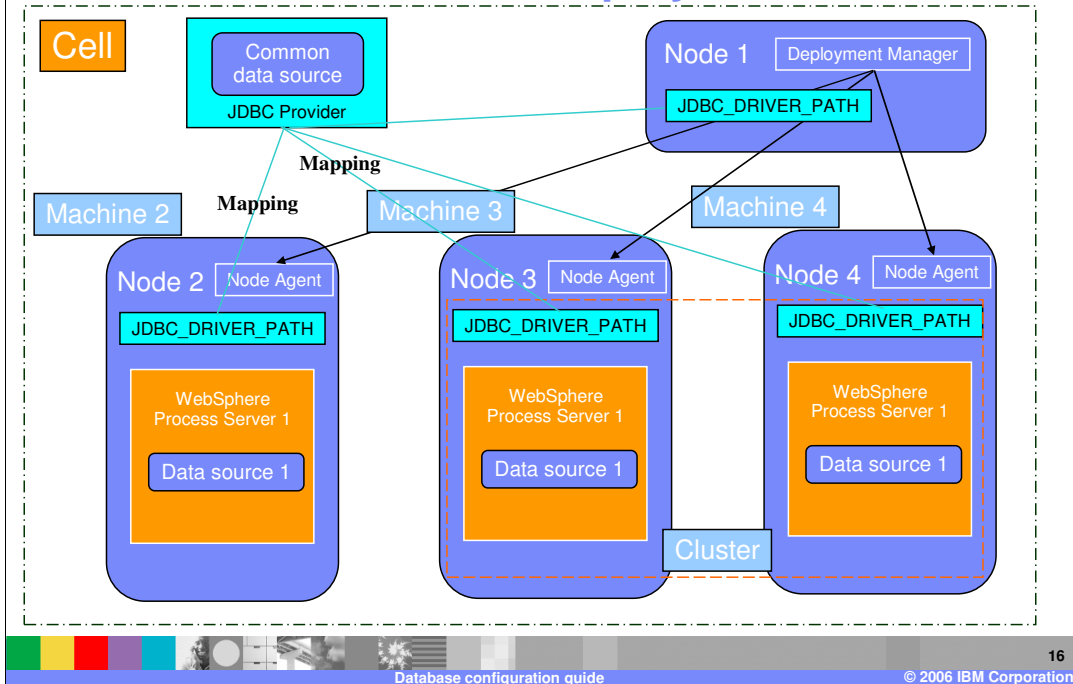 Cell
Common
data source
JDBC Provider
Node 1
Deployment Manager
JDBC_DRIVER_PATH
Mapping
Mapping
Machine 2
Machine 3
Machine 4
Node 2
Node Agent
JDBC_DRIVER_PATH
WebSphere
Process Server 1
Data source 1
Node 3
Node Agent
JDBC_DRIVER_PATH
WebSphere
Process Server 1
Data source 1
Node 4
Node Agent
JDBC_DRIVER_PATH
WebSphere
Process Server 1
Data source 1
Cluster
16
Database configuration guide
© 2006 IBM Corporation